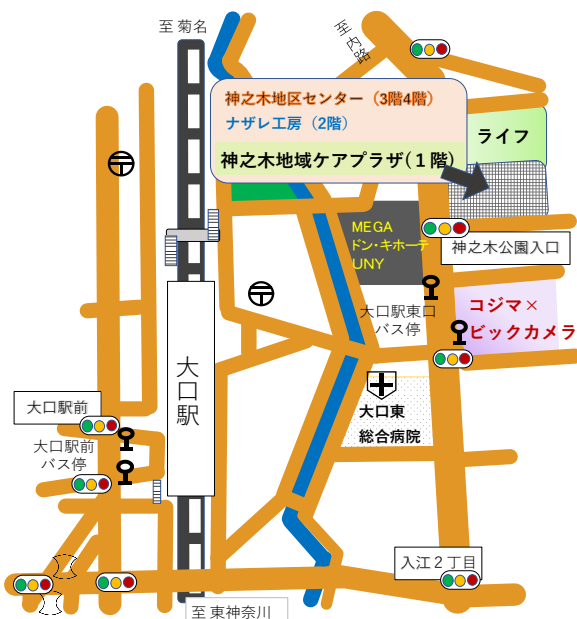 至 菊名
至内路
神之木地区センター（3階4階）
ナザレ工房（2階）
神之木地域ケアプラザ(１階)
ライフ
MEGA
ドン・キホーテ
UNY
神之木公園入口
大口駅東口
バス停
コジマ×
ビックカメラ
大口駅
大口駅前
大口駅前
バス停
大口東
総合病院
入江２丁目
至 東神奈川